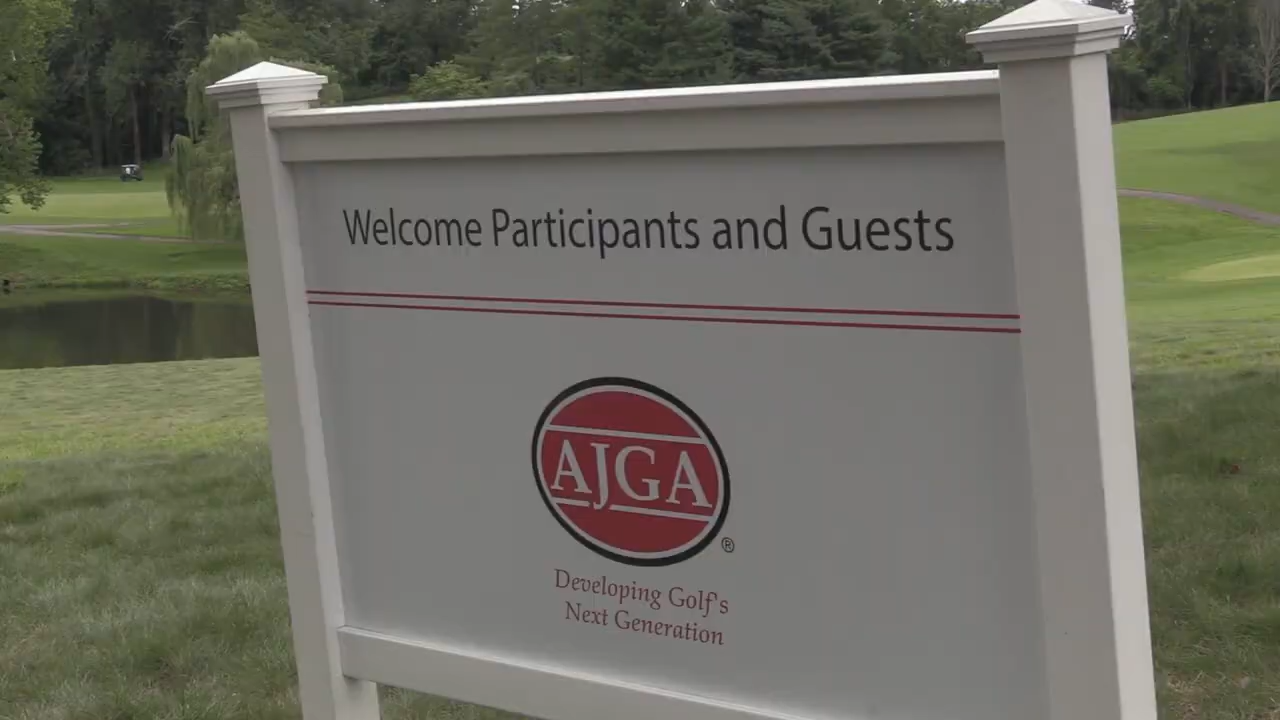 Welcome Participants and Guests
AJGA
®
Developing Golf's
Next Generation